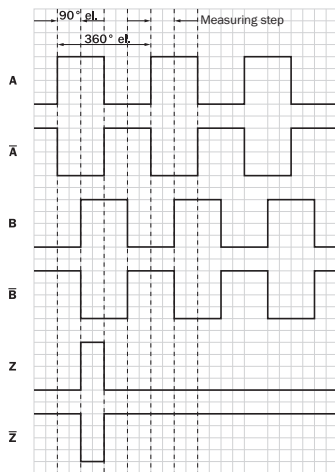 90° el.
Measuring step
360° el.
A
A̅
B
B̅
Z
Z̅